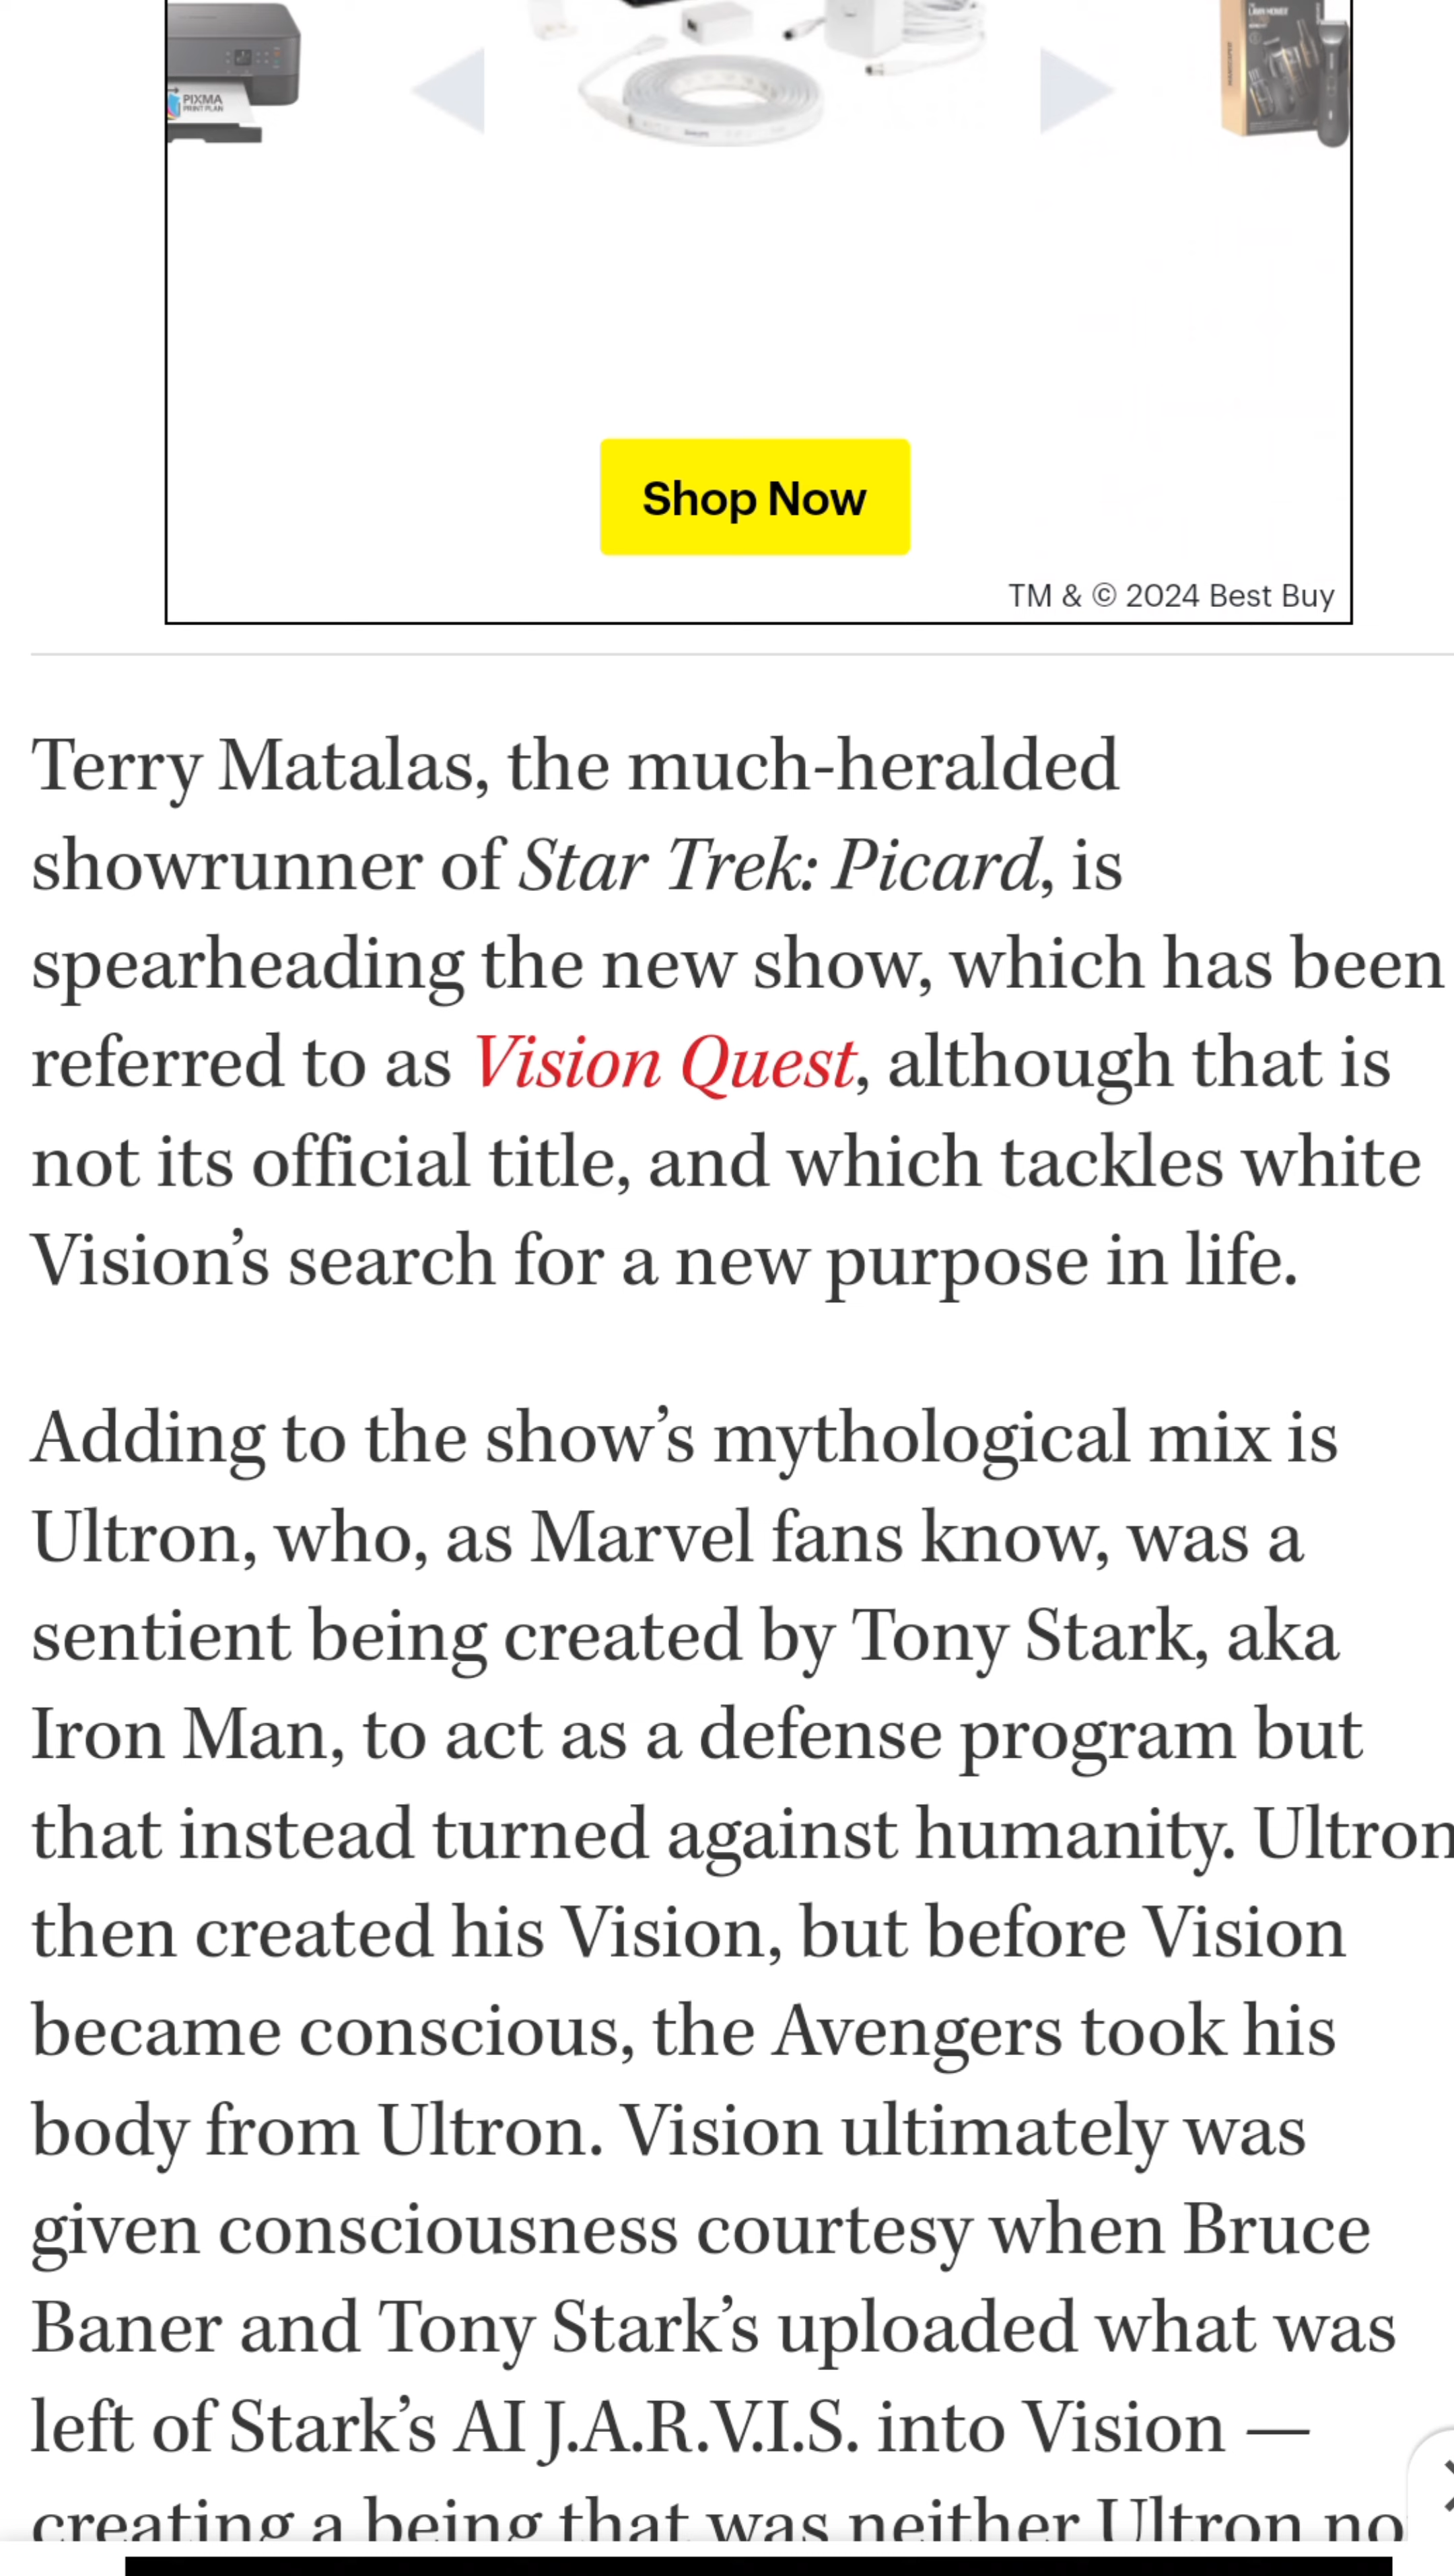 PIXMA
PRINT PLAN
LAWN MOWER
Shop Now
TM & © 2024 Best Buy
Terry Matalas, the much-heralded
showrunner of Star Trek: Picard, is
spearheading the new show, which has been
referred to as Vision Quest, although that is
not its official title, and which tackles white
Vision’s search for a new purpose in life.
Adding to the show’s mythological mix is
Ultron, who, as Marvel fans know, was a
sentient being created by Tony Stark, aka
Iron Man, to act as a defense program but
that instead turned against humanity. Ultron
then created his Vision, but before Vision
became conscious, the Avengers took his
body from Ultron. Vision ultimately was
given consciousness courtesy when Bruce
Baner and Tony Stark’s uploaded what was
left of Stark’s AI J.A.R.V.I.S. into Vision —
creating a being that was neither Ultron no